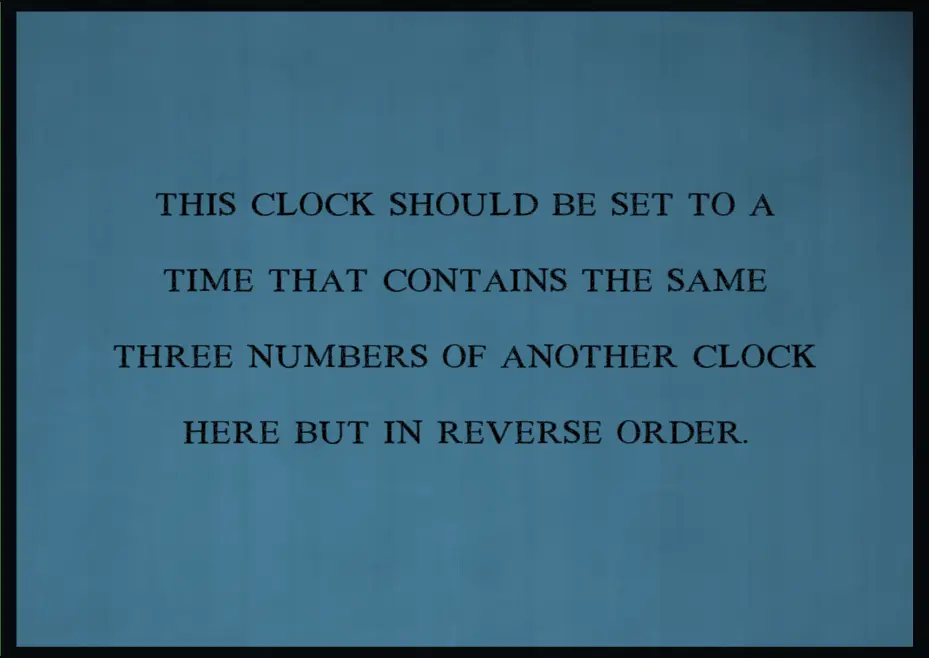 THIS CLOCK SHOULD BE SET TO A
TIME THAT CONTAINS THE SAME
THREE NUMBERS OF ANOTHER CLOCK
HERE BUT IN REVERSE ORDER.